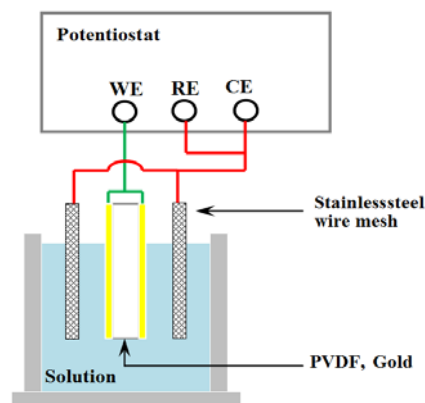 Potentiostat
WE RE CE
Stainlesssteel
wire mesh
PVDF, Gold
Solution